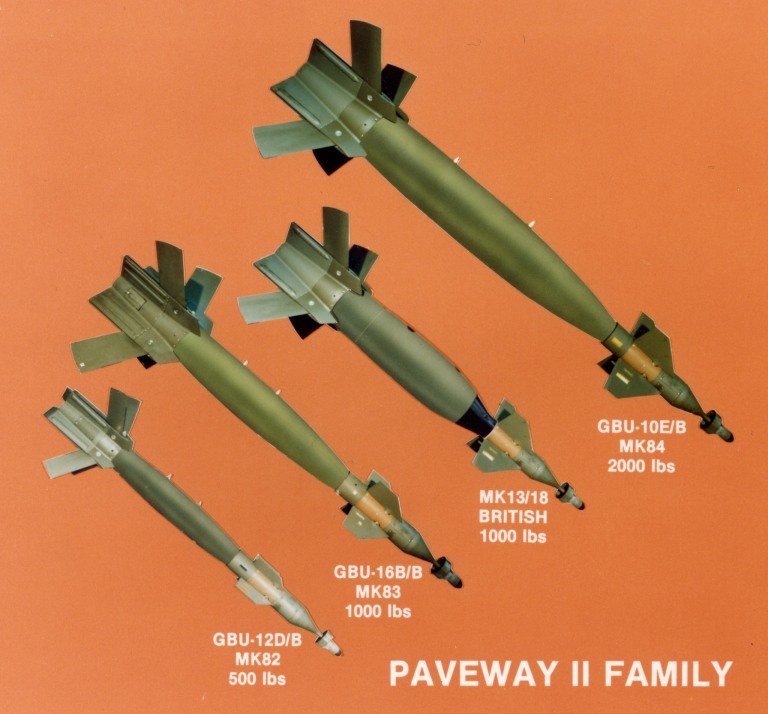 GBU-10E/B
MK84
2000 lbs
MK13/18
BRITISH
1000 lbs
GBU-16B/B
MK83
1000 lbs
GBU-12D/B
MK82
500 lbs
PAVEWAY II FAMILY